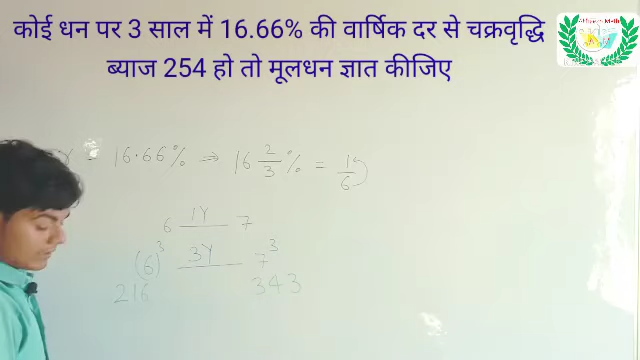 कोई धन पर 3 साल में 16.66% की वार्षिक दर से चक्रवृद्धि
ब्याज 254 हो तो मूलधन ज्ञात कीजिए
= 16.66% ⇒ 16 2/3 % = 1/6
6 1Y 7
(6)³ 3Y 7³
216 343